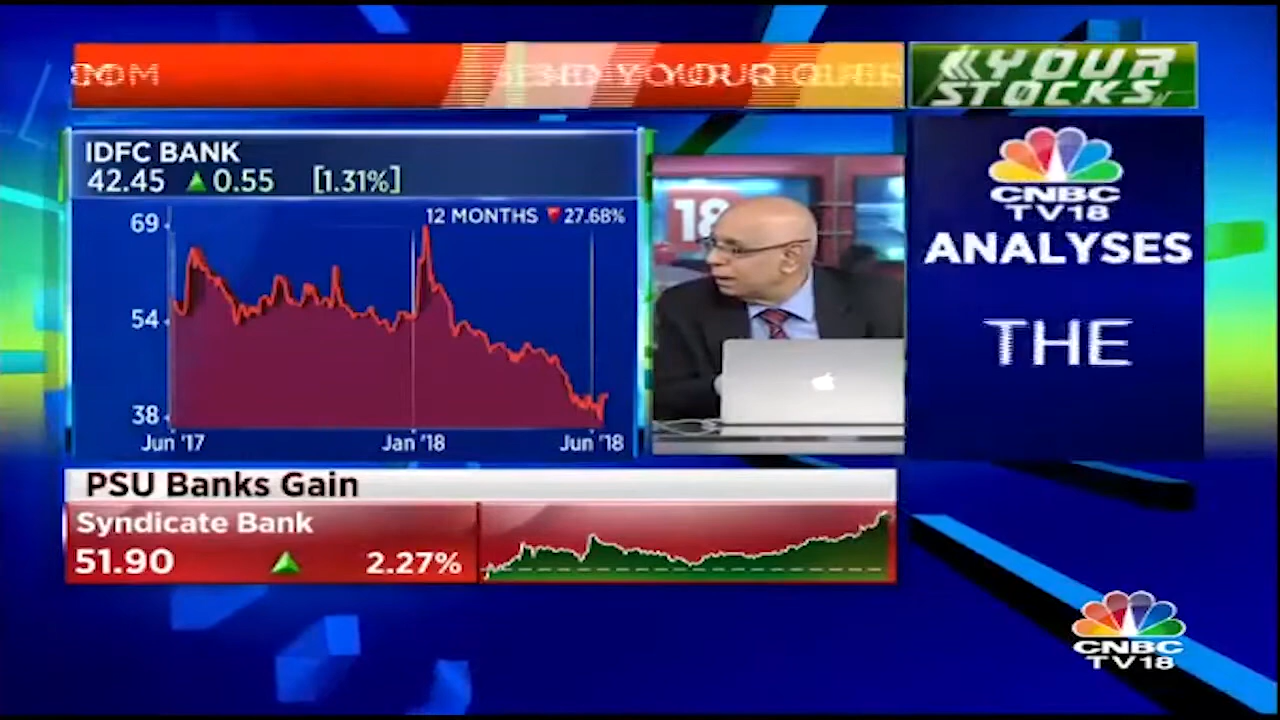 YOUR
STOCKS
IDFC BANK
42.45 ▲ 0.55 [1.31%]
12 MONTHS ▼ 27.68%
69
54
38
Jun '17 Jan '18 Jun '18
18
CNBC
TV18
ANALYSES
THE
PSU Banks Gain
Syndicate Bank
51.90 ▲ 2.27%
CNBC
TV18